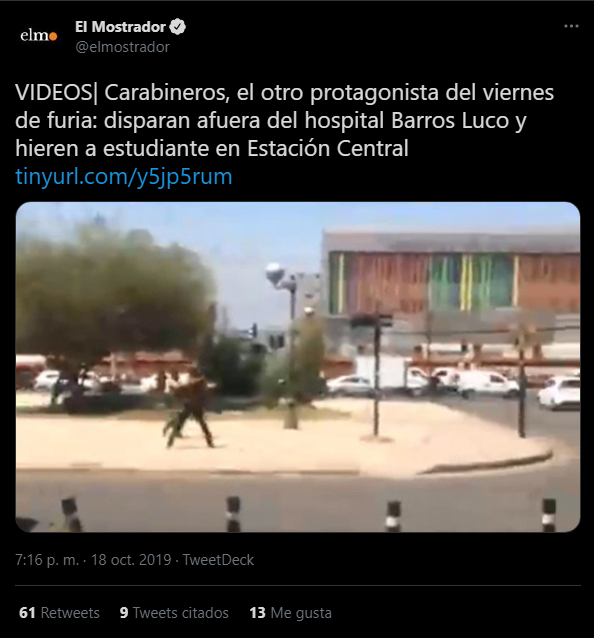 elmo
El Mostrador
@elmostrador
VIDEOS| Carabineros, el otro protagonista del viernes
de furia: disparan afuera del hospital Barros Luco y
hieren a estudiante en Estación Central
tinyurl.com/y5jp5rum
7:16 p. m. · 18 oct. 2019 · TweetDeck
61 Retweets 9 Tweets citados 13 Me gusta